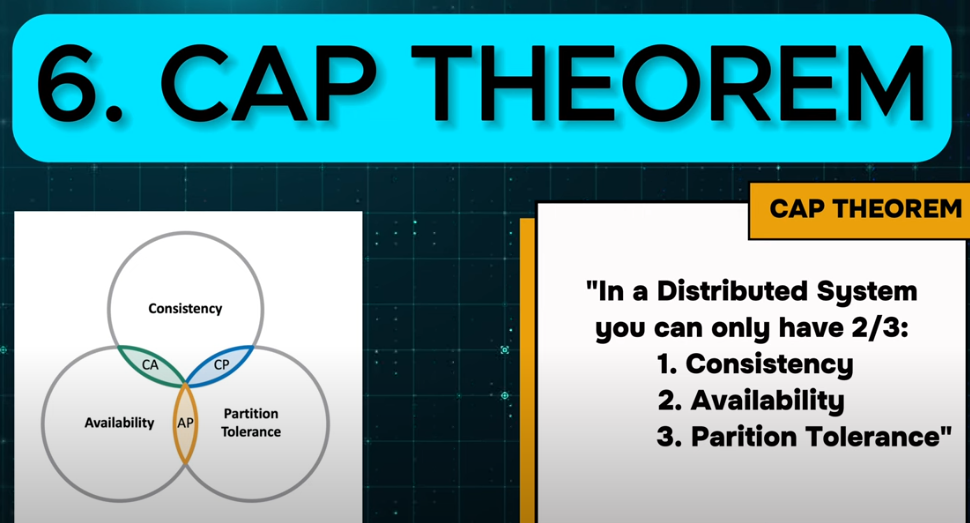 6. CAP THEOREM
CAP THEOREM
Consistency
CA
CP
Availability
AP
Partition
Tolerance
"In a Distributed System
you can only have 2/3:
1. Consistency
2. Availability
3. Parition Tolerance"